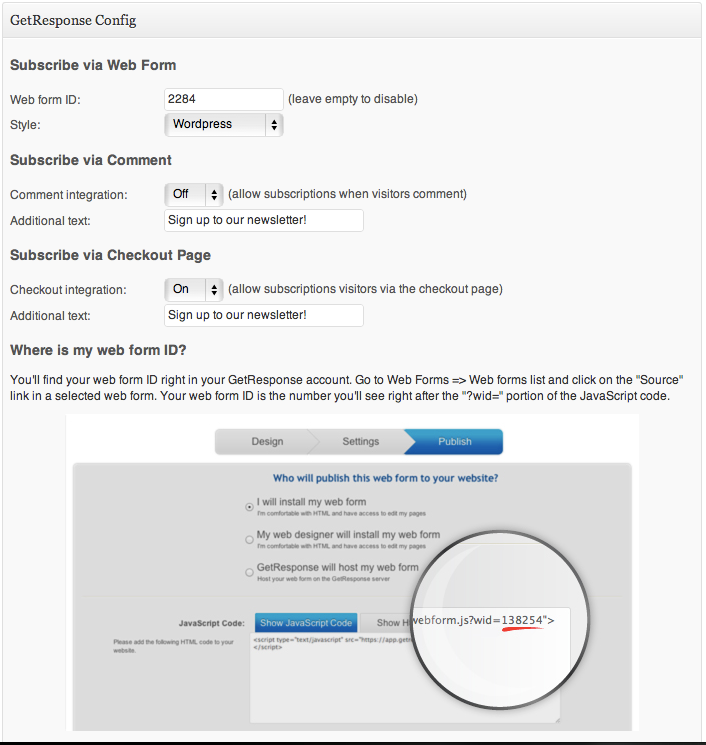 GetResponse Config
Subscribe via Web Form
Web form ID: 2284 (leave empty to disable)
Style: Wordpress
Subscribe via Comment
Comment integration: Off (allow subscriptions when visitors comment)
Additional text: Sign up to our newsletter!
Subscribe via Checkout Page
Checkout integration: On (allow subscriptions visitors via the checkout page)
Additional text: Sign up to our newsletter!
Where is my web form ID?
You'll find your web form ID right in your GetResponse account. Go to Web Forms => Web forms list and click on the "Source"
link in a selected web form. Your web form ID is the number you'll see right after the "?wid=" portion of the JavaScript code.
Design Settings Publish
Who will publish this web form to your website?
I will install my web form
I'm comfortable with HTML and have access to edit my pages
My web designer will install my web form
I'm comfortable with HTML and have access to edit my pages
GetResponse will host my web form
Host your web form on the GetResponse server
JavaScript Code: Show JavaScript Code Show H
Please add the following HTML code to your
website.
<script type="text/javascript" src="https://app.getre
</script>
webform.js?wid=138254">